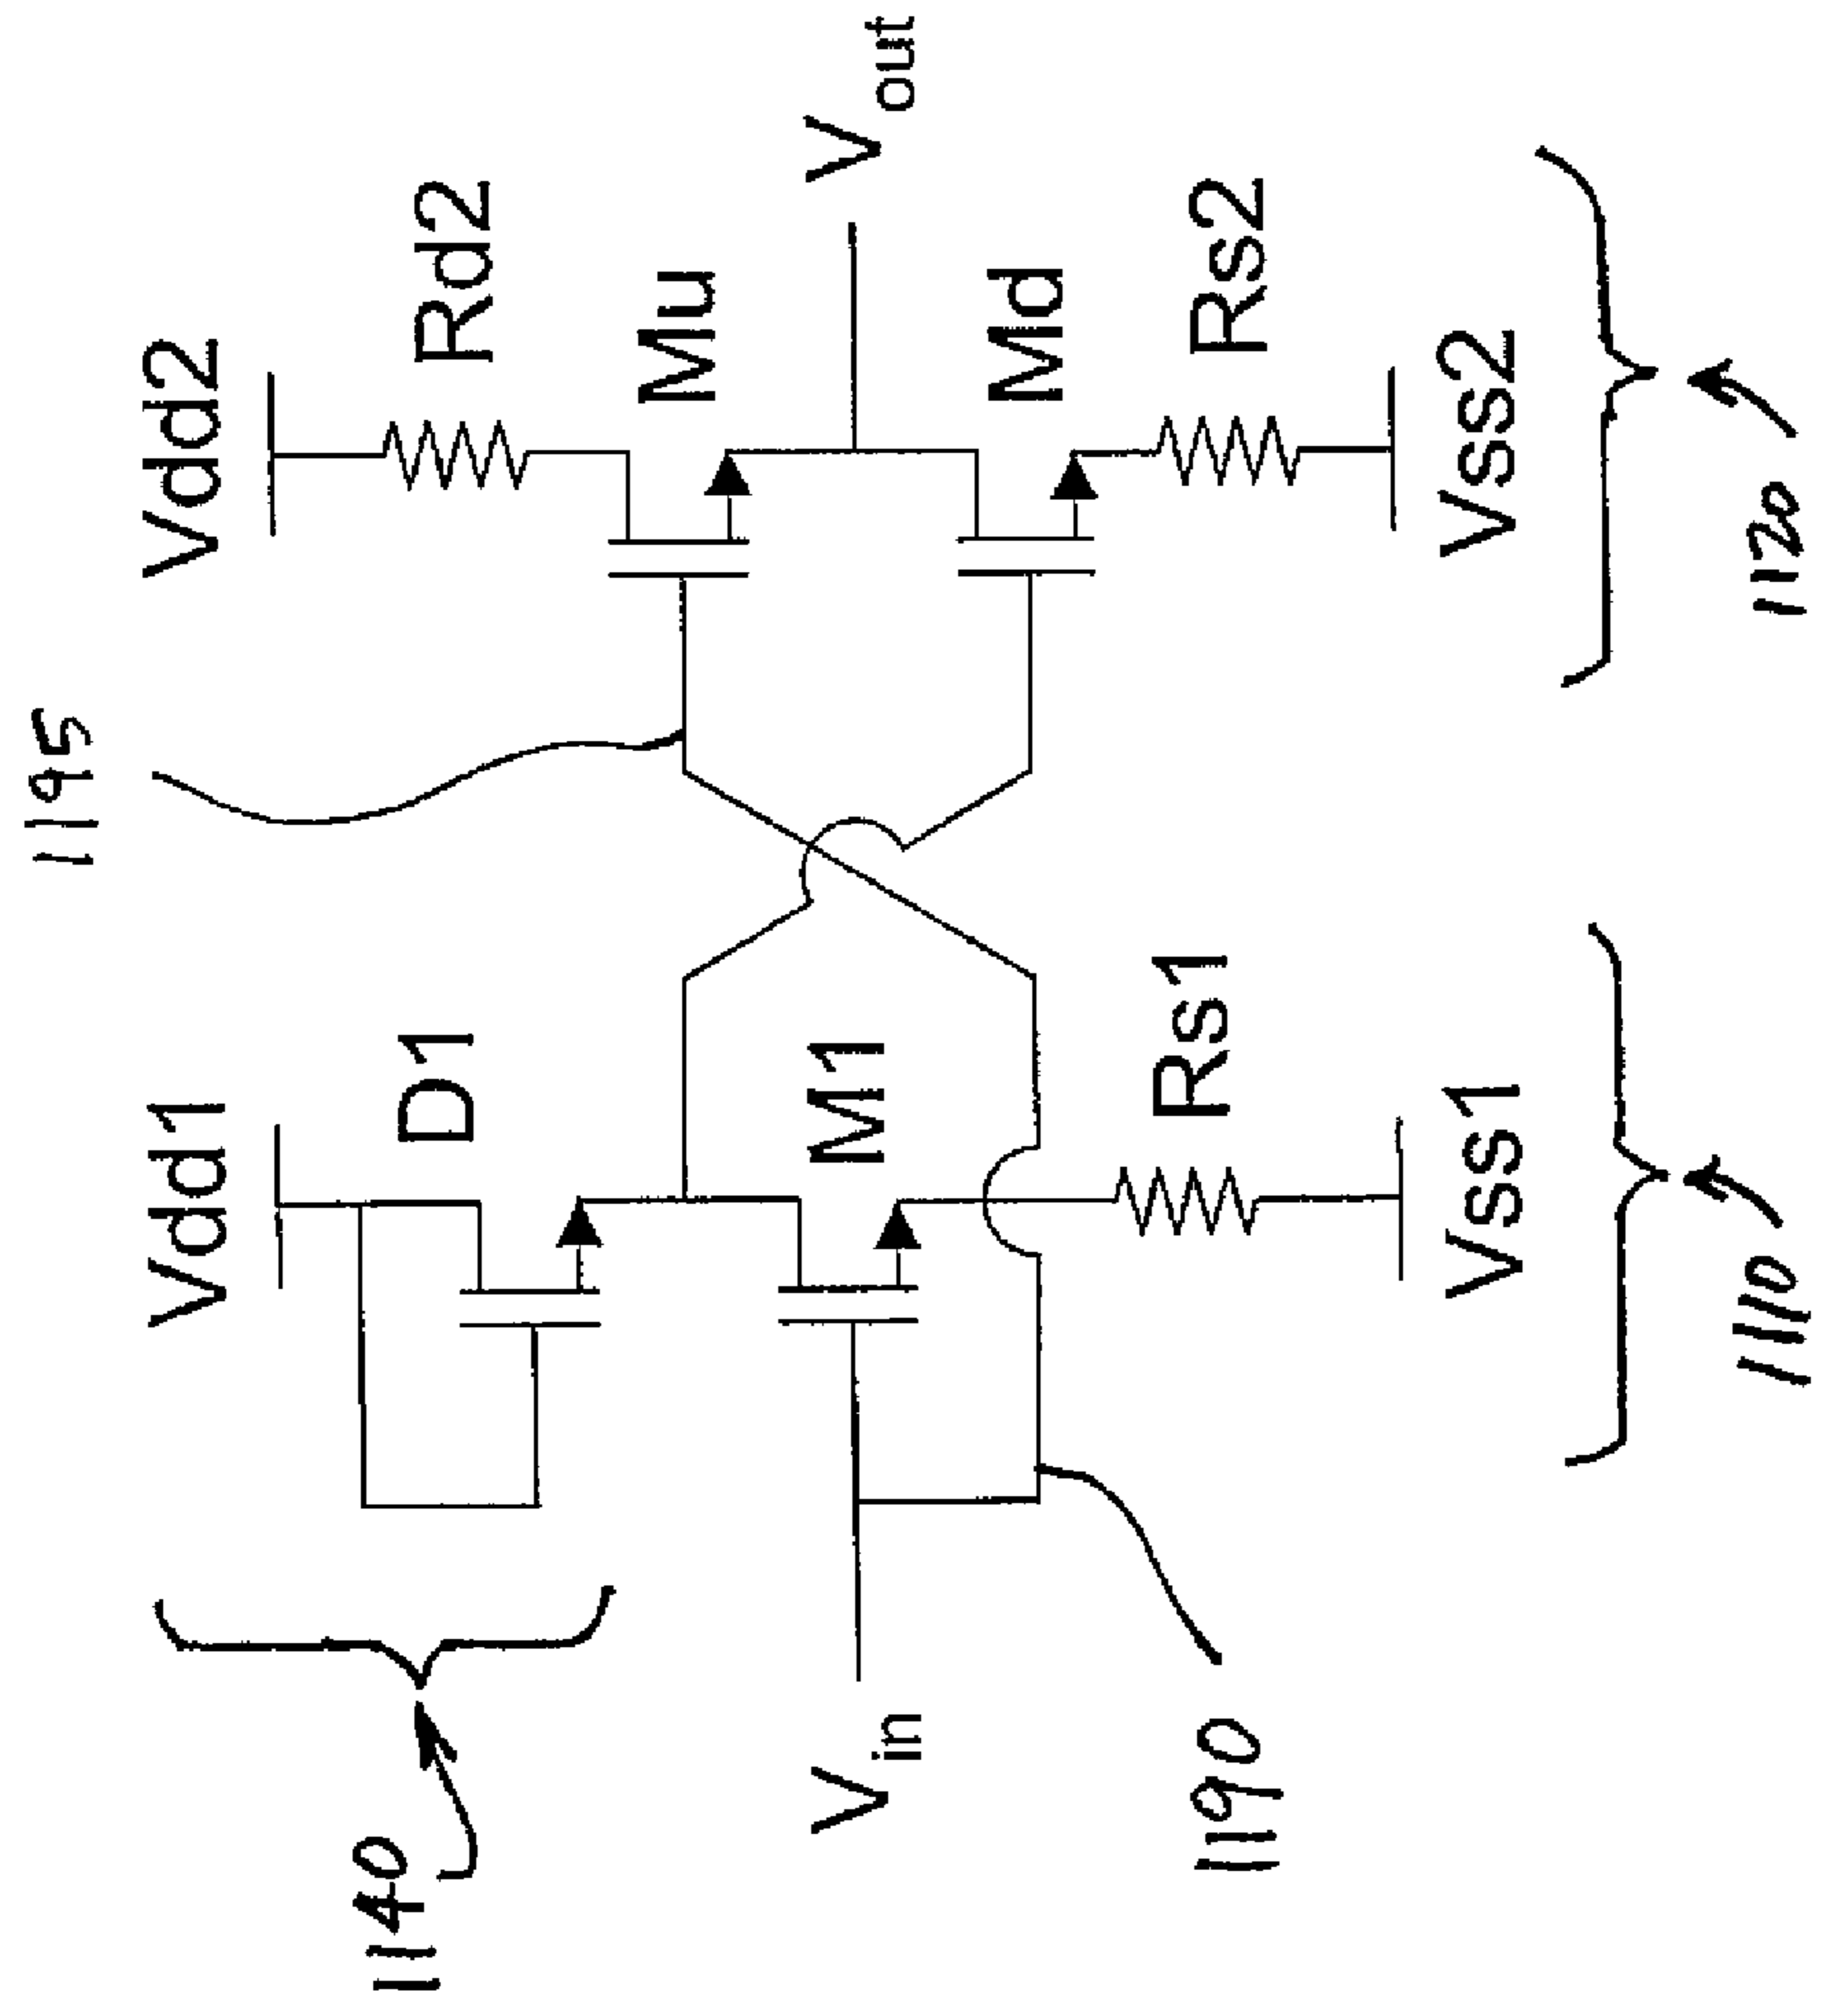 1195
Vdd1
Vdd2
1140
D1
Rd2
Mu
Vin
M1
Vout
Md
1190
Rs1
Rs2
Vss1
Vss2
1110
1120